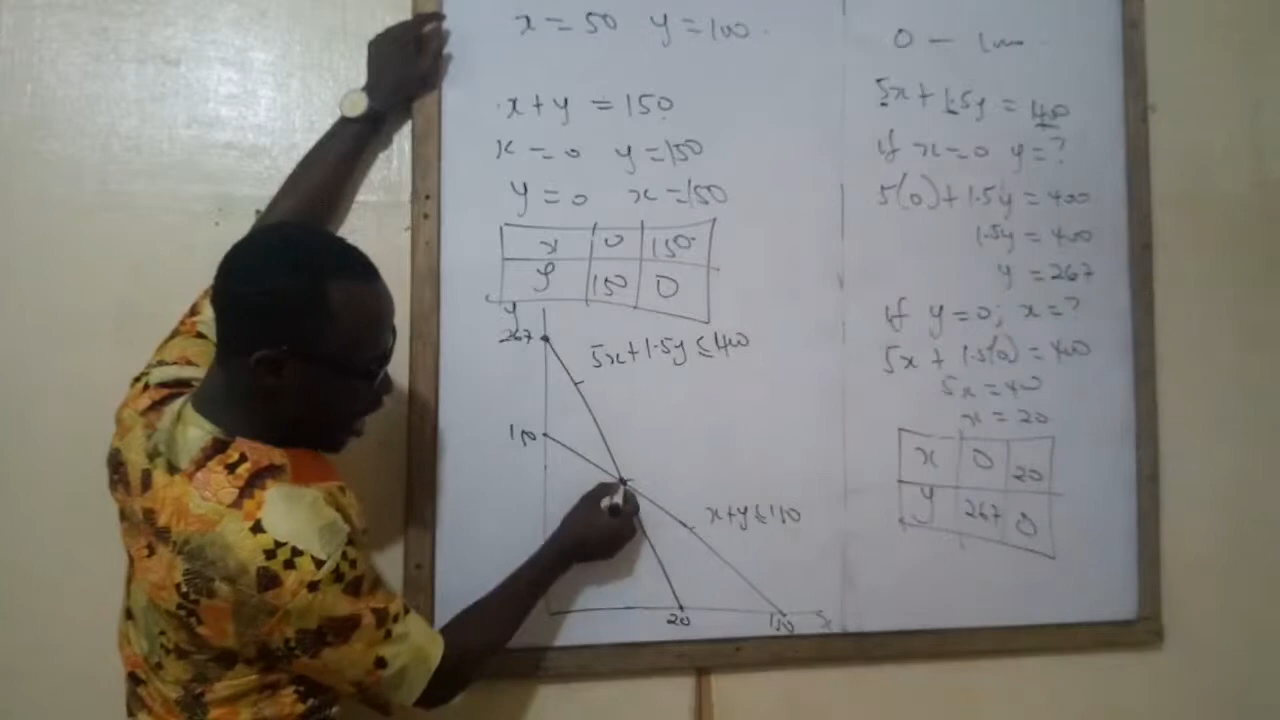 x = 50 y = 100
x + y = 150
x = 0 y = 150
y = 0 x = 150
x 0 150
y 150 0
y
267
5x + 1.5y ≤ 400
150
x + y ≤ 150
20 150 x
0 —
5x + 1.5y = 400
if x = 0 y = ?
5(0) + 1.5y = 400
1.5y = 400
y = 267
if y = 0; x = ?
5x + 1.5(0) = 400
5x = 40
x = 20
x 0 20
y 267 0